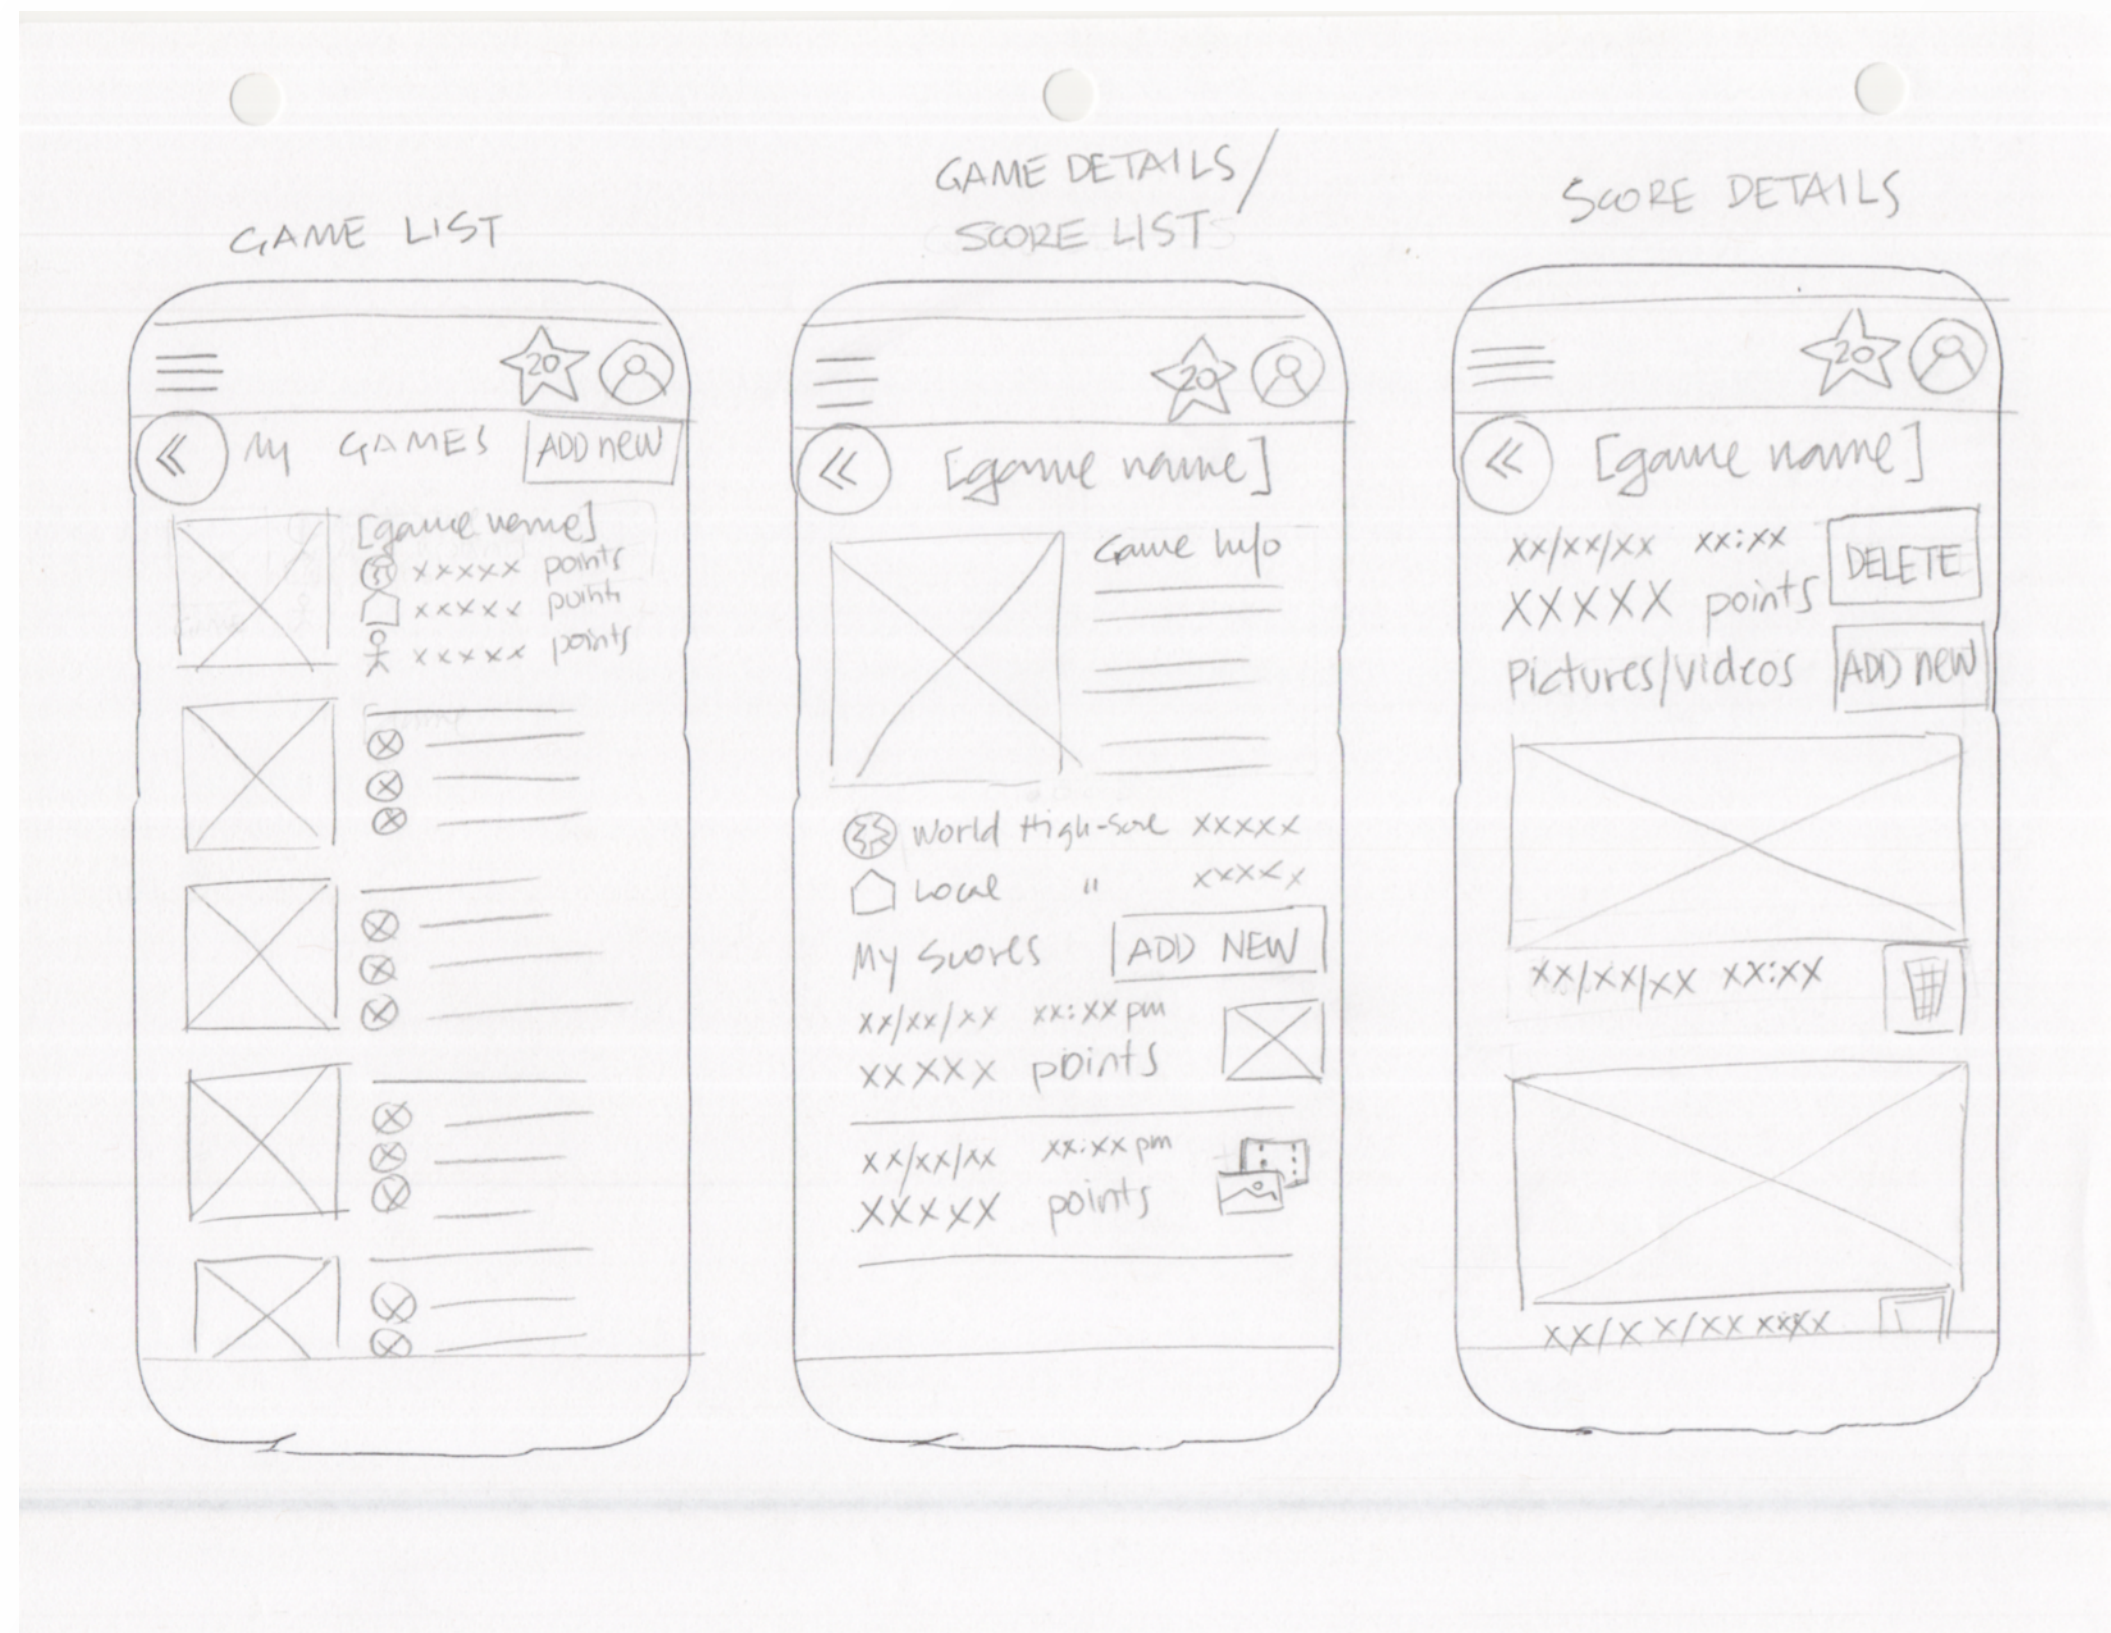 GAME LIST
20
My GAMES
ADD new
[game name]
xxxxx points
xxxxx points
xxxxx points
GAME DETAILS/
SCORE LIST
20
[game name]
Game Info
World High-Score xxxxx
Local " xxxxx
My Scores
ADD NEW
xx/xx/xx xx:xx pm
xxxxx points
xx/xx/xx xx:xx pm
xxxxx points
SCORE DETAILS
20
[game name]
xx/xx/xx xx:xx
DELETE
XXXXX points
Pictures/videos
ADD new
xx/xx/xx xx:xx
xx/xx/xx xx:xx